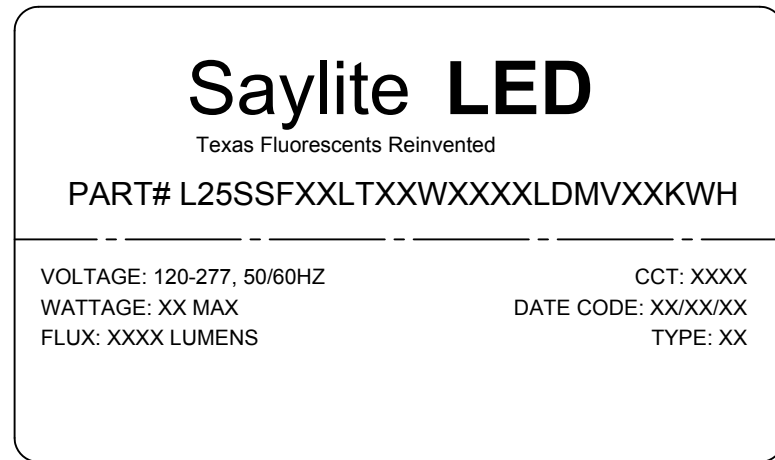 Saylite LED
Texas Fluorescents Reinvented
PART# L25SSFXXLTXXWXXXXLDMVXXKWH
VOLTAGE: 120-277, 50/60HZ
CCT: XXXX
WATTAGE: XX MAX
DATE CODE: XX/XX/XX
FLUX: XXXX LUMENS
TYPE: XX